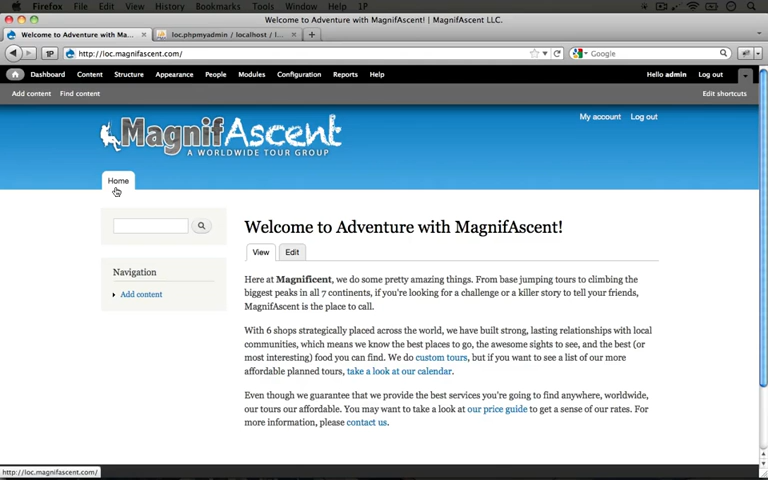 Firefox File Edit View History Bookmarks Tools Window Help 1P
Welcome to Adventure with MagnifAscent! | MagnifAscent LLC.
Welcome to Adventure with Ma...
loc.phpmyadmin / localhost / l...
1P http://loc.magnifascent.com/ Google
Dashboard Content Structure Appearance People Modules Configuration Reports Help Hello admin Log out
Add content Find content Edit shortcuts
MagnifAscent
A WORLDWIDE TOUR GROUP
My account Log out
Home
Welcome to Adventure with MagnifAscent!
View Edit
Navigation
Add content
Here at Magnificent, we do some pretty amazing things. From base jumping tours to climbing the
biggest peaks in all 7 continents, if you're looking for a challenge or a killer story to tell your friends,
MagnifAscent is the place to call.
With 6 shops strategically placed across the world, we have built strong, lasting relationships with local
communities, which means we know the best places to go, the awesome sights to see, and the best (or
most interesting) food you can find. We do custom tours, but if you want to see a list of our more
affordable planned tours, take a look at our calendar.
Even though we guarantee that we provide the best services you're going to find anywhere, worldwide,
our tours our affordable. You may want to take a look at our price guide to get a sense of our rates. For
more information, please contact us.
http://loc.magnifascent.com/